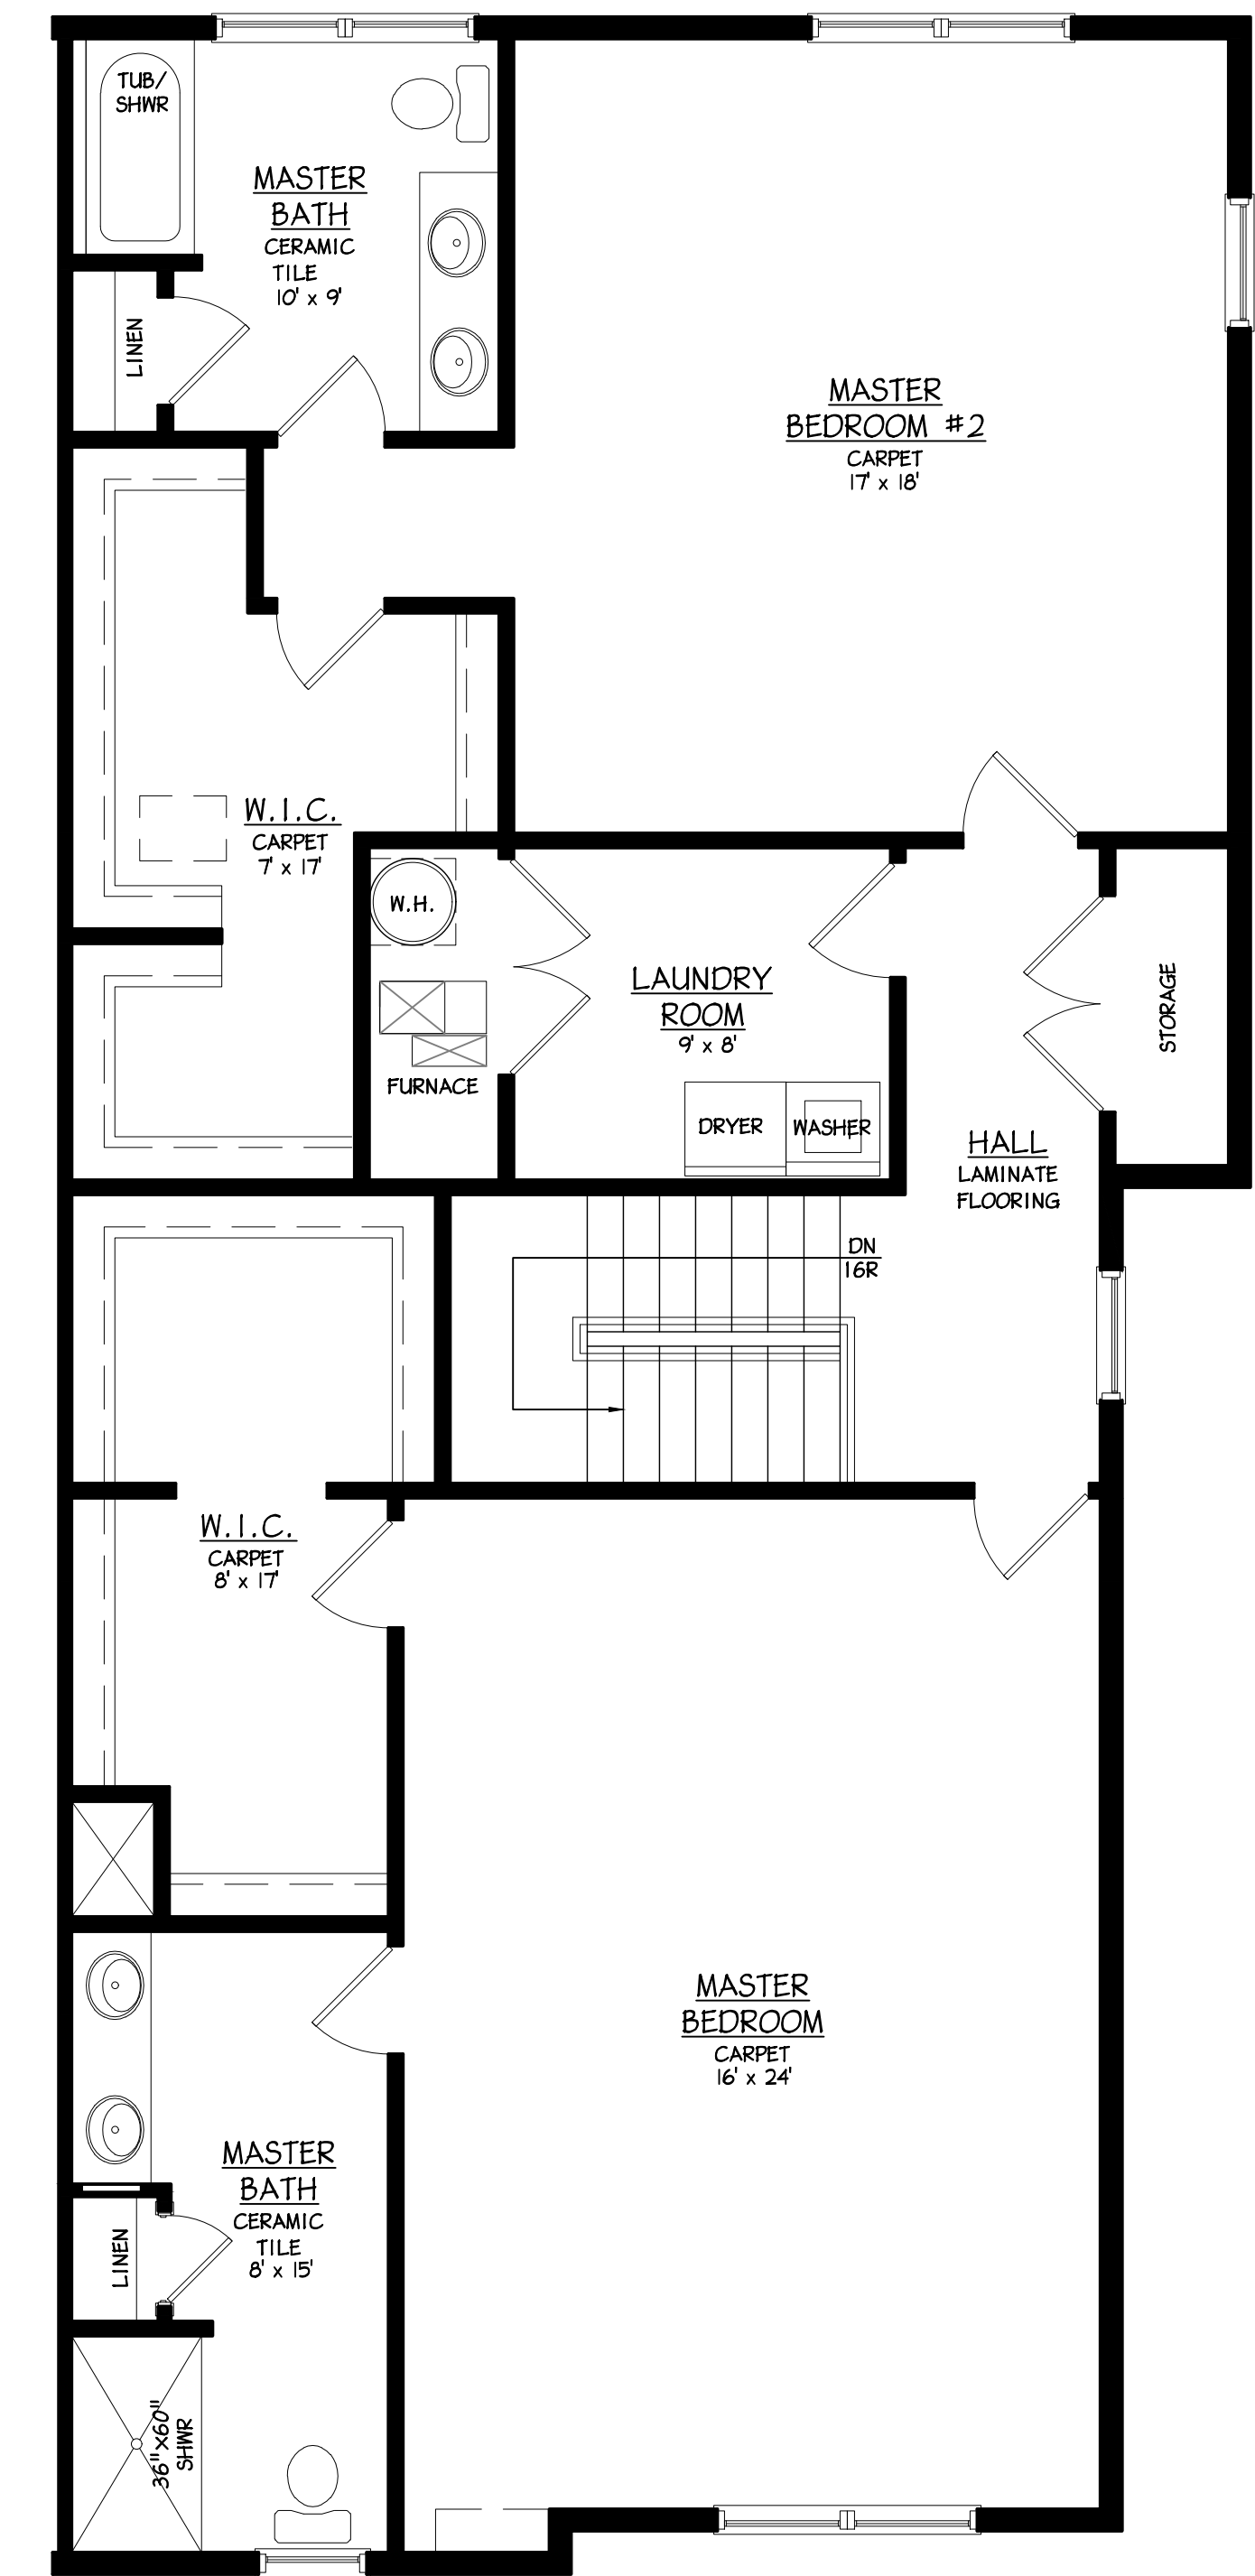 TUB/
SHWR
MASTER
BATH
CERAMIC
TILE
10' x 9'
LINEN
MASTER
BEDROOM #2
CARPET
17' x 18'
W.I.C.
CARPET
7' x 17'
W.H.
FURNACE
LAUNDRY
ROOM
9' x 8'
DRYER
WASHER
STORAGE
HALL
LAMINATE
FLOORING
DN
16R
W.I.C.
CARPET
8' x 17'
MASTER
BEDROOM
CARPET
16' x 24'
MASTER
BATH
CERAMIC
TILE
8' x 15'
LINEN
36"x60"
SHWR